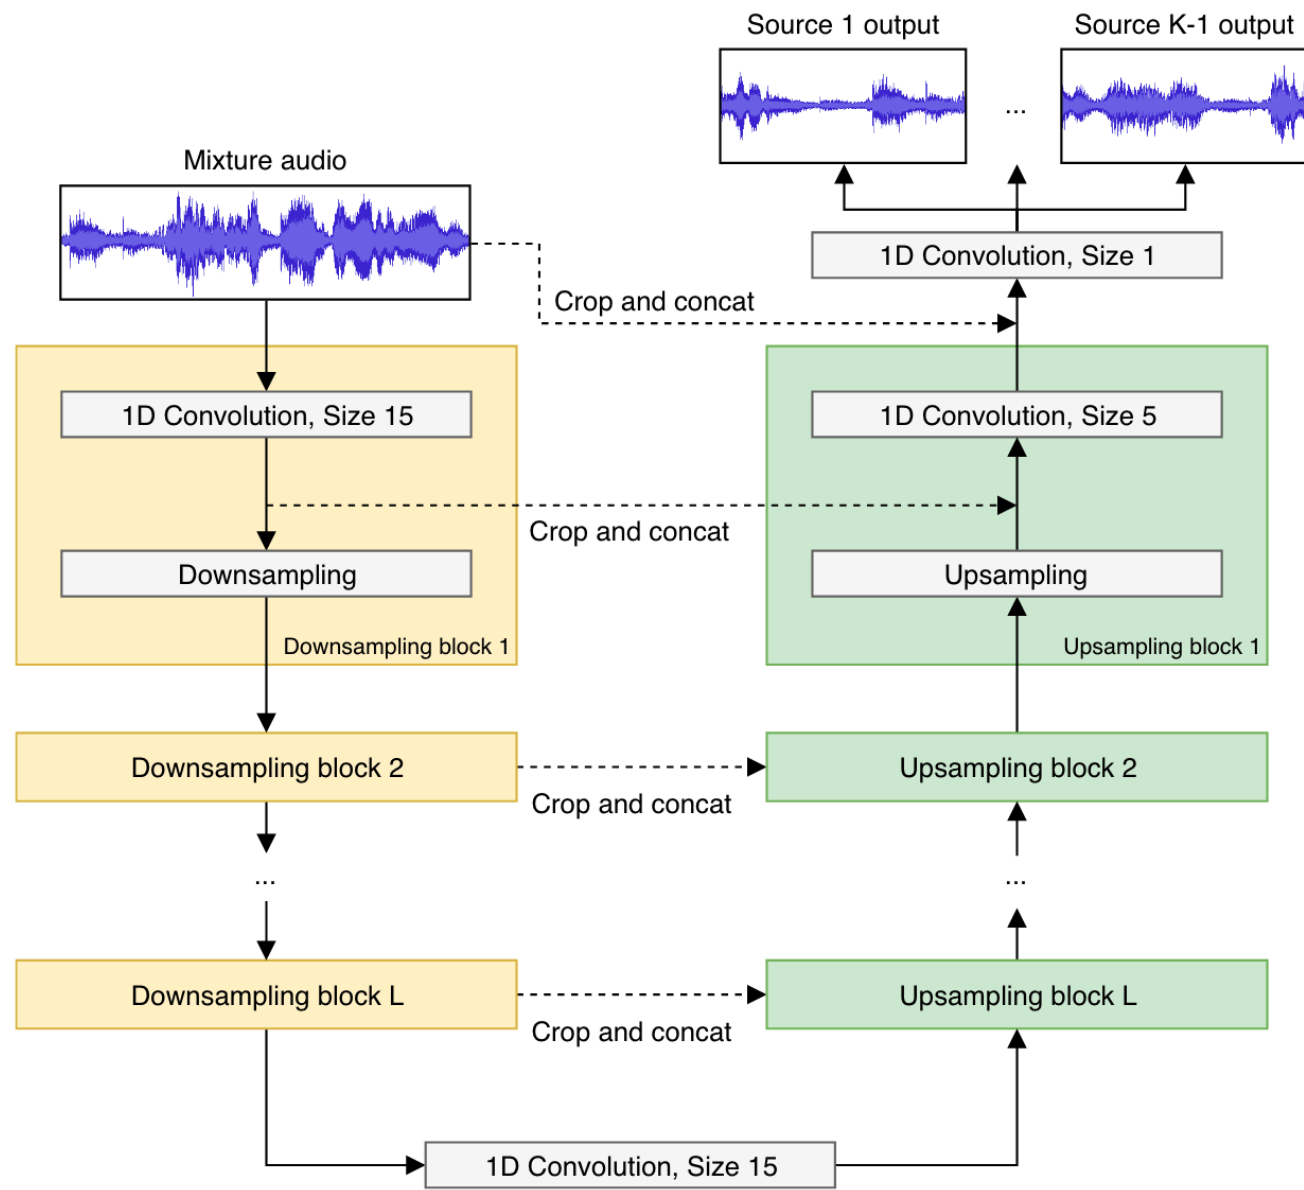 Source 1 output
Source K-1 output
...
Mixture audio
1D Convolution, Size 1
Crop and concat
1D Convolution, Size 15
1D Convolution, Size 5
Crop and concat
Downsampling
Upsampling
Downsampling block 1
Upsampling block 1
Downsampling block 2
Upsampling block 2
Crop and concat
...
...
Downsampling block L
Upsampling block L
Crop and concat
1D Convolution, Size 15